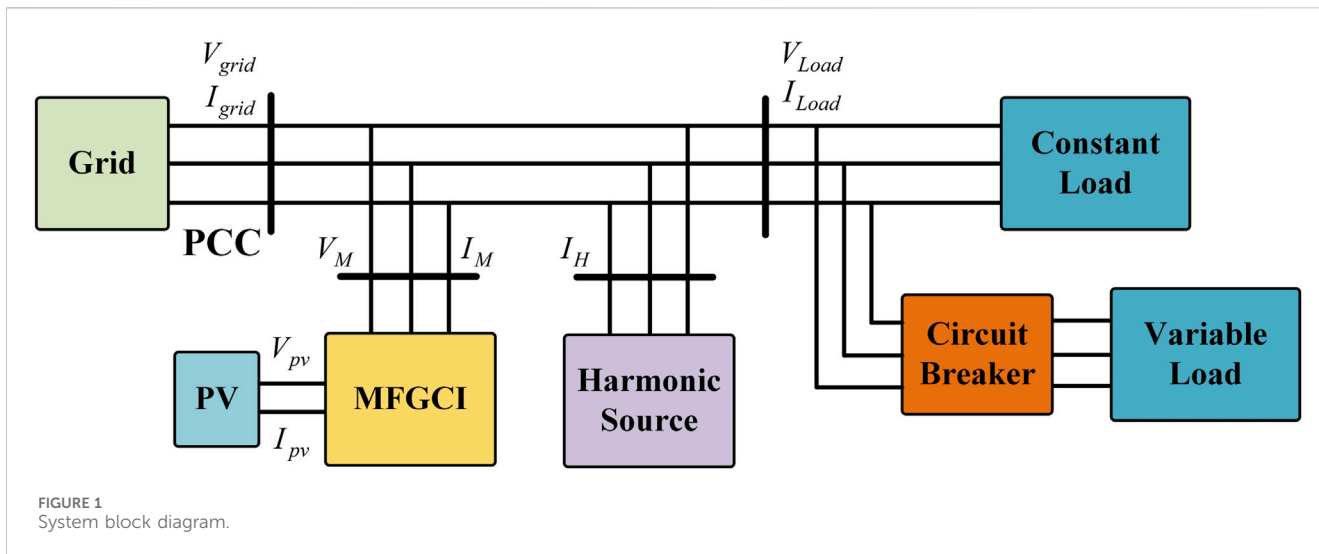 V_grid
I_grid
V_Load
I_Load
Grid
Constant
Load
PCC
V_M
I_M
I_H
V_pv
PV
I_pv
MFGCI
Harmonic
Source
Circuit
Breaker
Variable
Load
FIGURE 1
System block diagram.